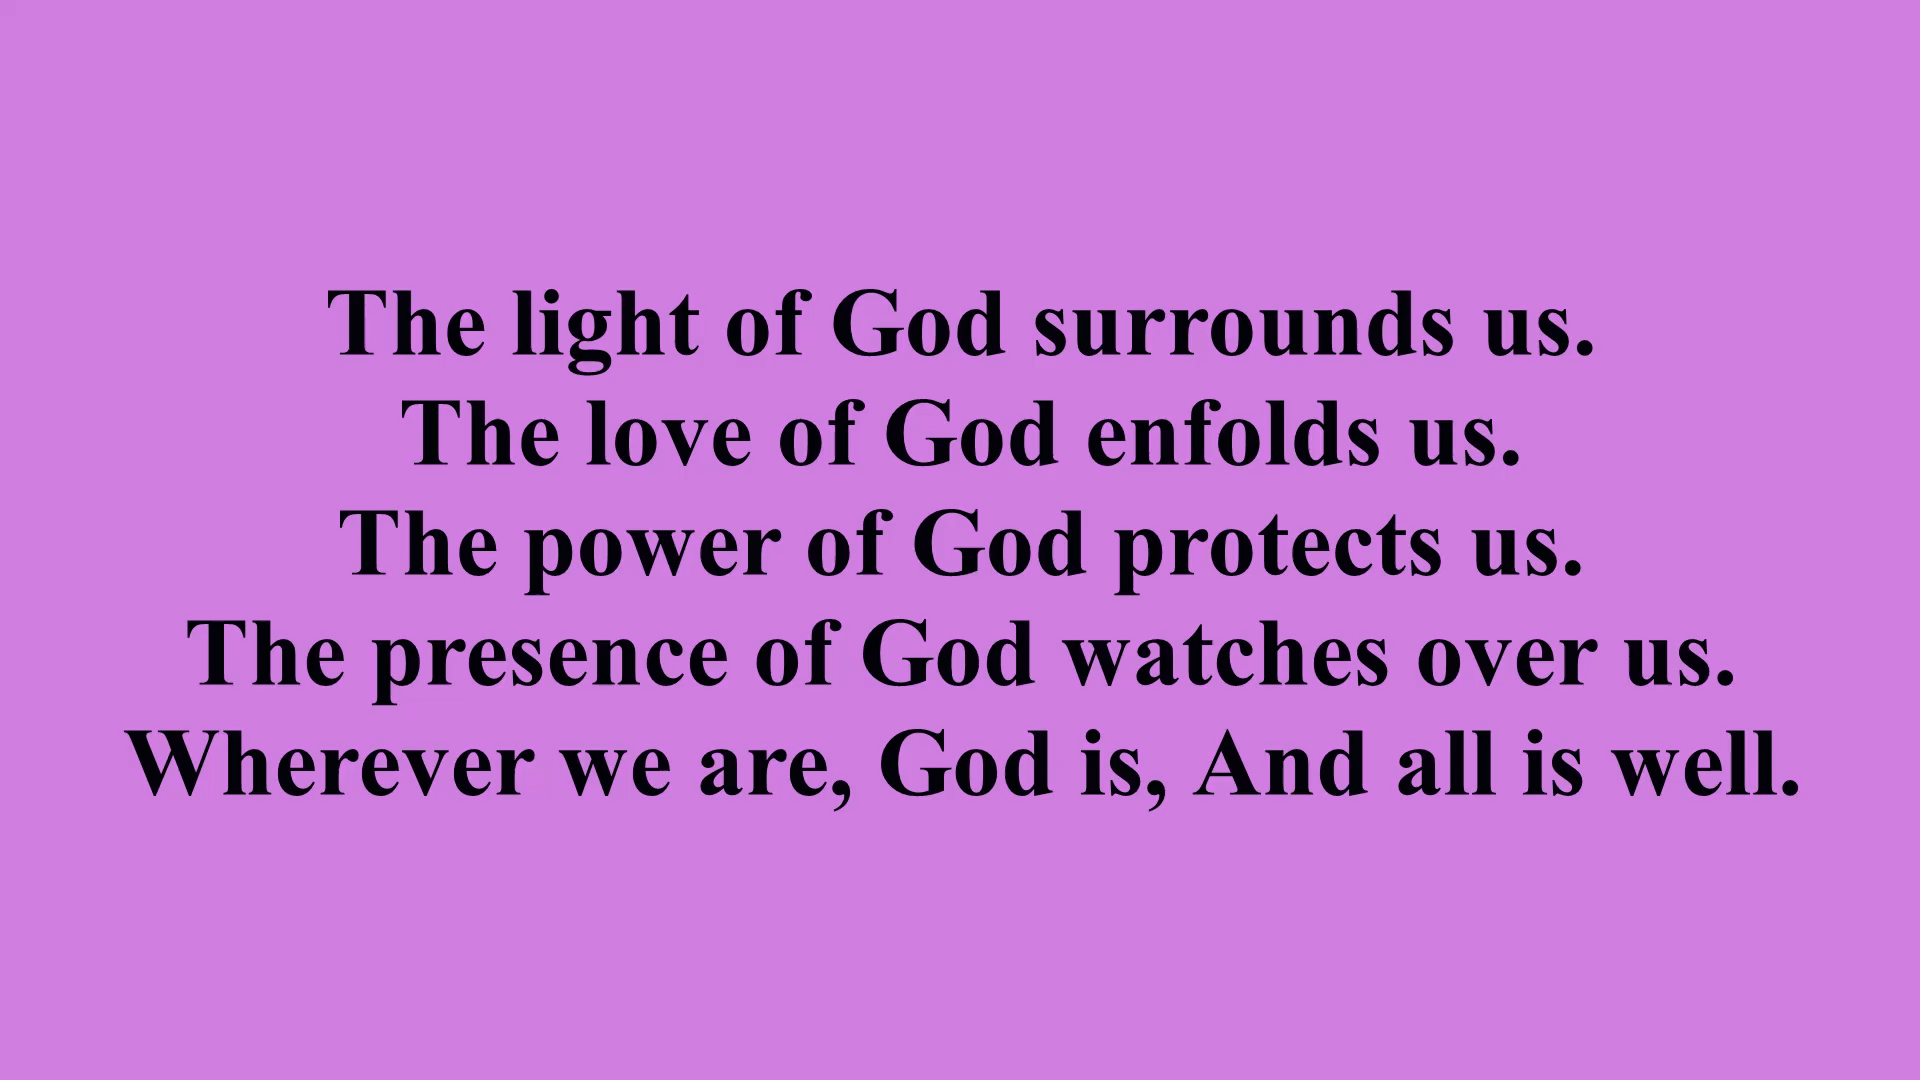 The light of God surrounds us.
The love of God enfolds us.
The power of God protects us.
The presence of God watches over us.
Wherever we are, God is, And all is well.